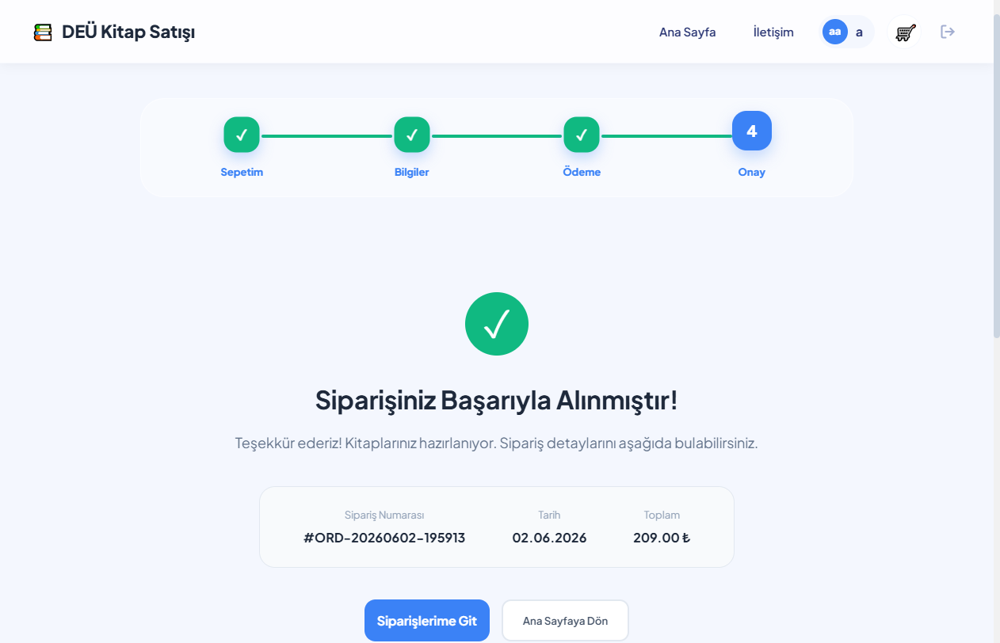 DEÜ Kitap Satışı
Ana Sayfa
İletişim
aa
a
✓
✓
✓
4
Sepetim
Bilgiler
Ödeme
Onay
✓
Siparişiniz Başarıyla Alınmıştır!
Teşekkür ederiz! Kitaplarınız hazırlanıyor. Sipariş detaylarını aşağıda bulabilirsiniz.
Sipariş Numarası
Tarih
Toplam
#ORD-20260602-195913
02.06.2026
209.00 ₺
Siparişlerime Git
Ana Sayfaya Dön